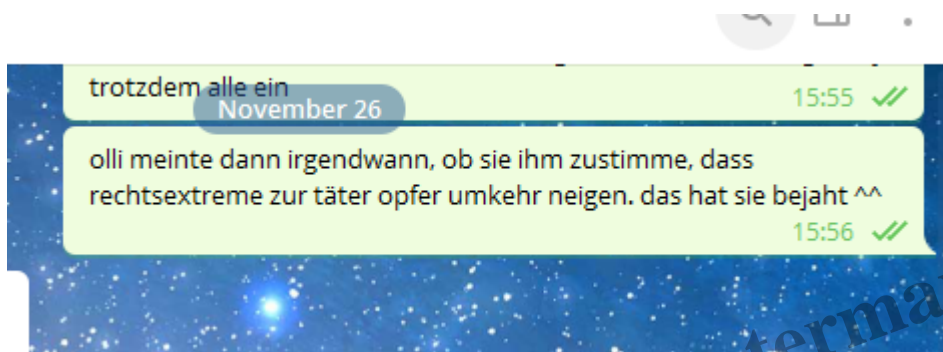 trotzdem alle ein
15:55
November 26
olli meinte dann irgendwann, ob sie ihm zustimme, dass
rechtsextreme zur täter opfer umkehr neigen. das hat sie bejaht ^^
15:56